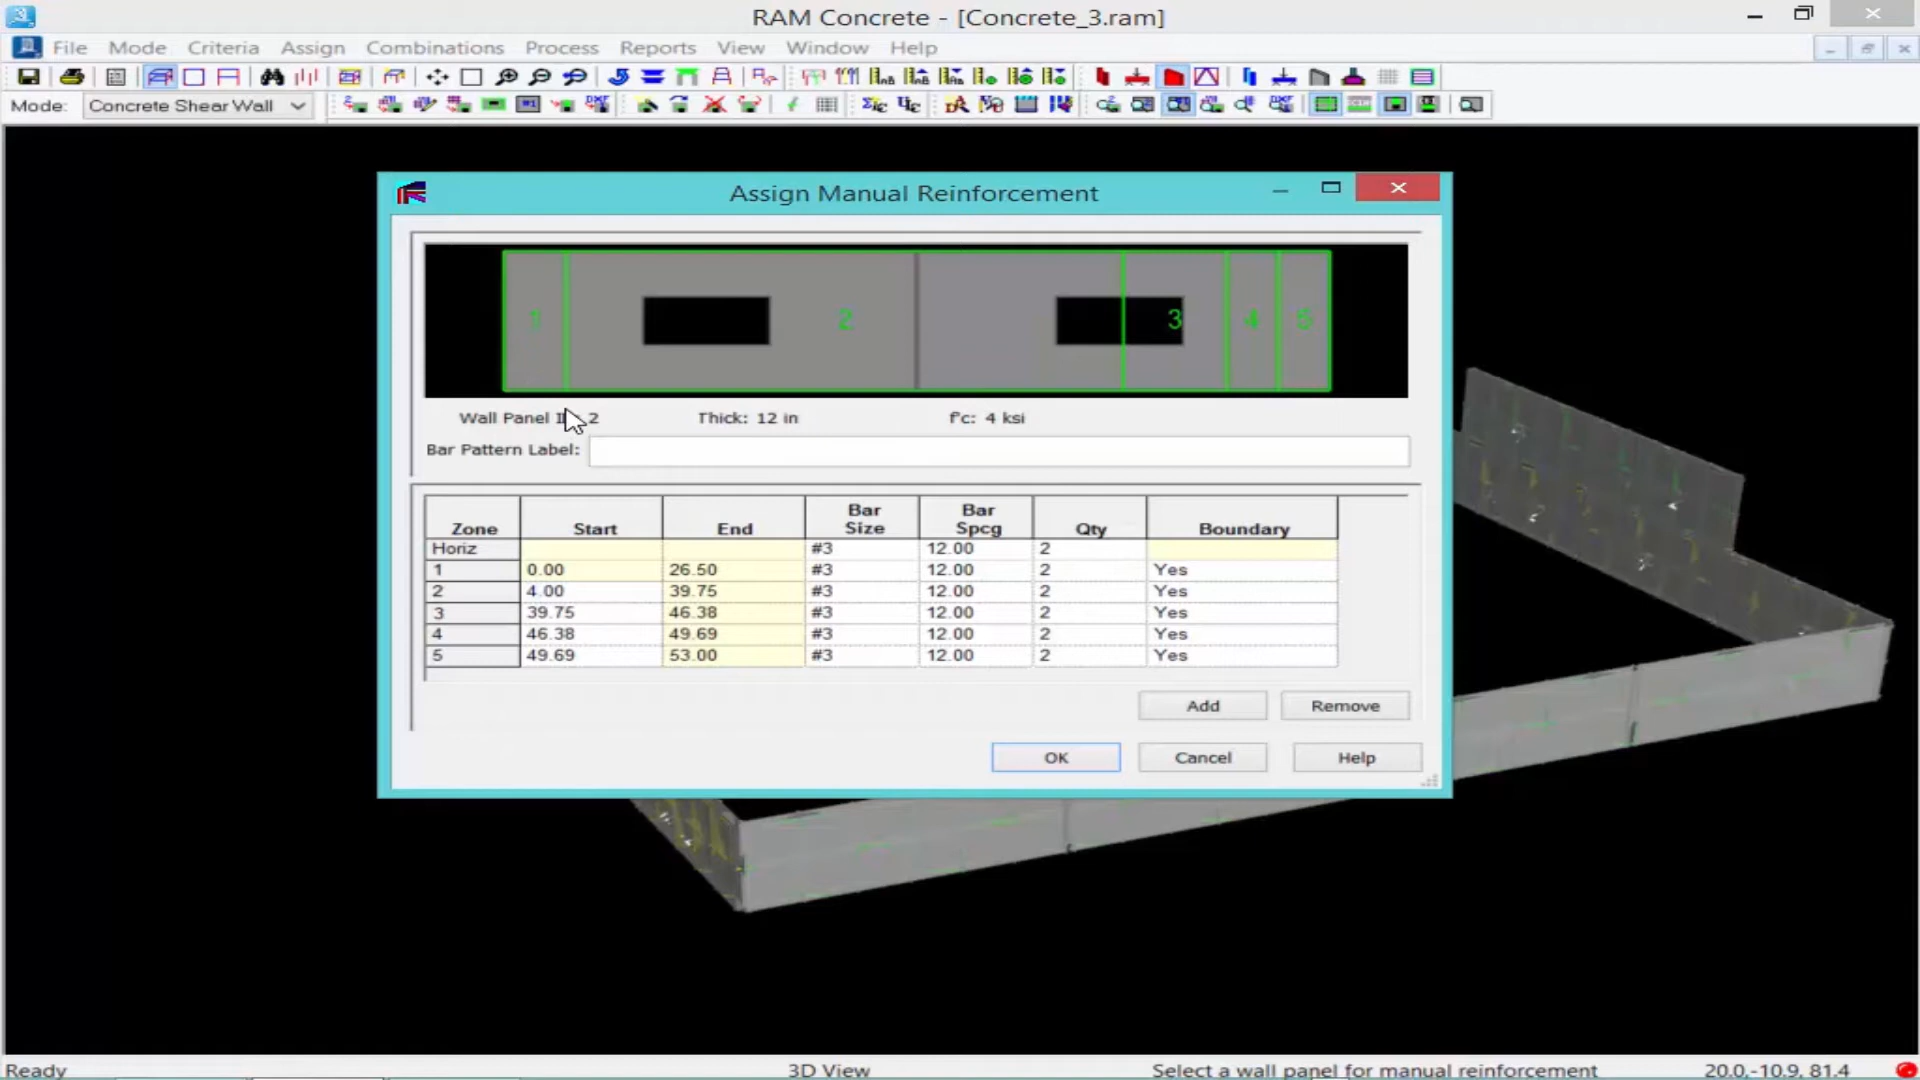 RAM Concrete - [Concrete_3.ram]
File Mode Criteria Assign Combinations Process Reports View Window Help
Mode: Concrete Shear Wall
Assign Manual Reinforcement
1 2 3 4 5
Wall Panel I 2 Thick: 12 in f'c: 4 ksi
Bar Pattern Label:
Zone Start End Bar Size Bar Spcg Qty Boundary
Horiz #3 12.00 2
1 0.00 26.50 #3 12.00 2 Yes
2 4.00 39.75 #3 12.00 2 Yes
3 39.75 46.38 #3 12.00 2 Yes
4 46.38 49.69 #3 12.00 2 Yes
5 49.69 53.00 #3 12.00 2 Yes
Add Remove
OK Cancel Help
Ready 3D View Select a wall panel for manual reinforcement 20.0,-10.9, 81.4